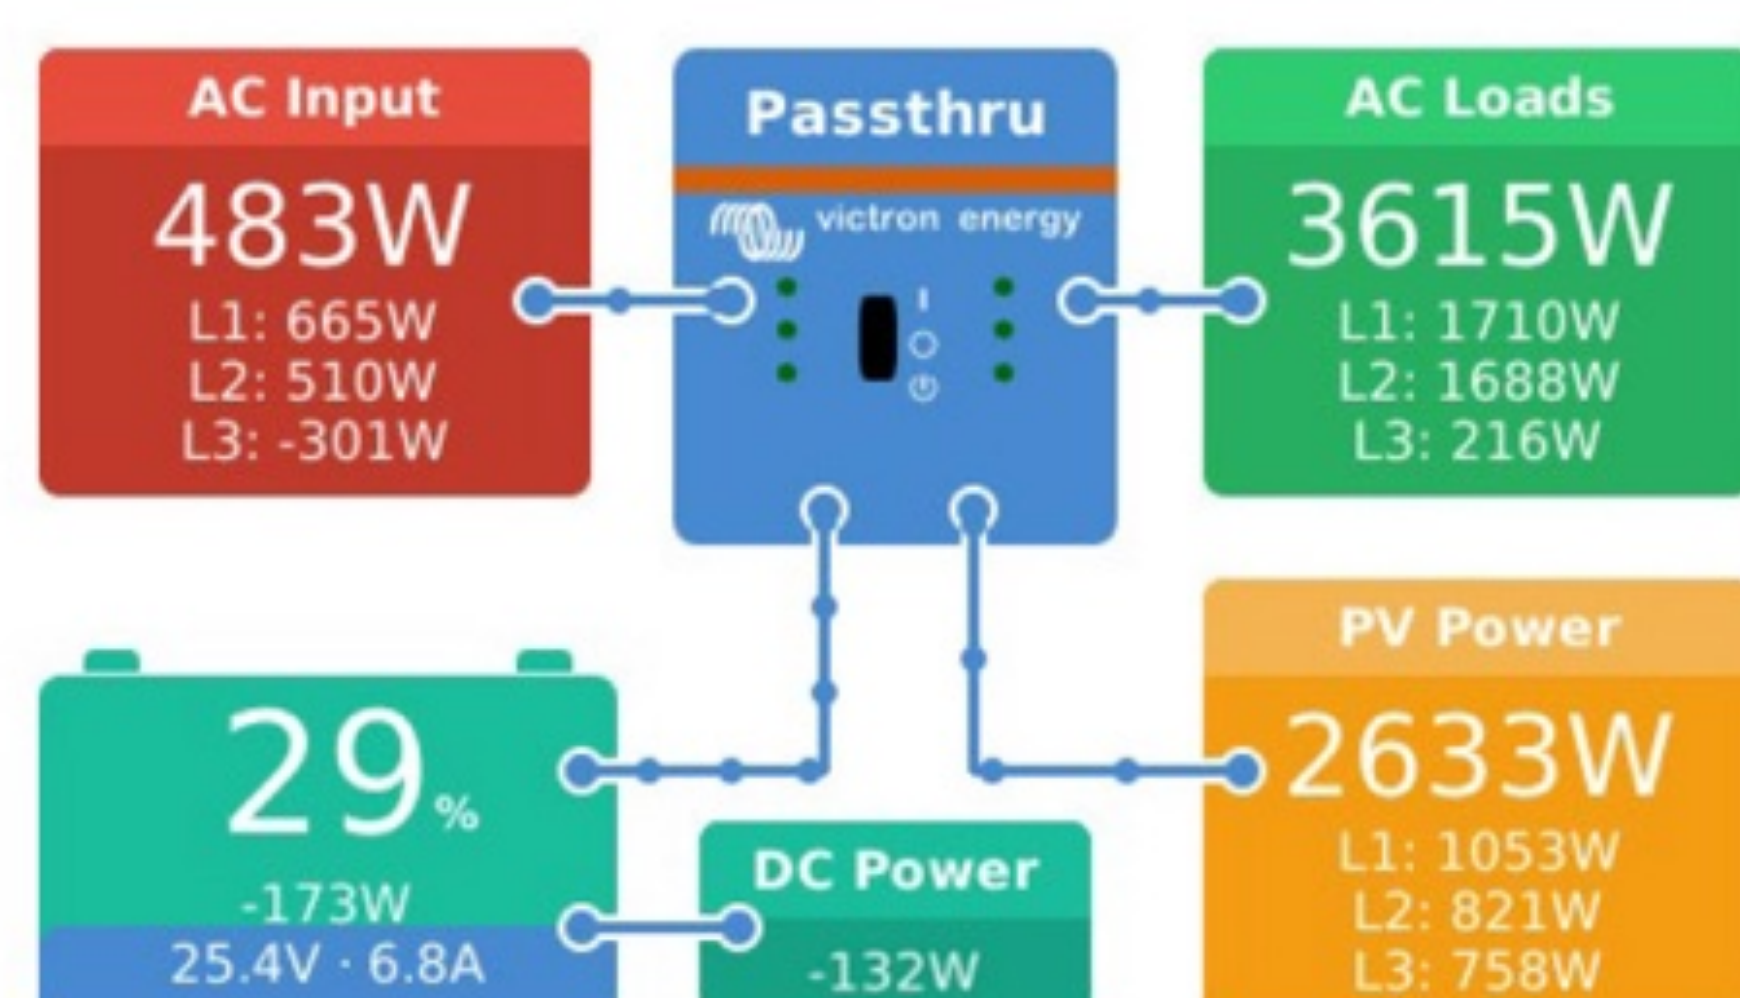 AC Input
483W
L1: 665W
L2: 510W
L3: -301W
Passthru
victron energy
AC Loads
3615W
L1: 1710W
L2: 1688W
L3: 216W
29%
-173W
25.4V · 6.8A
DC Power
-132W
PV Power
2633W
L1: 1053W
L2: 821W
L3: 758W